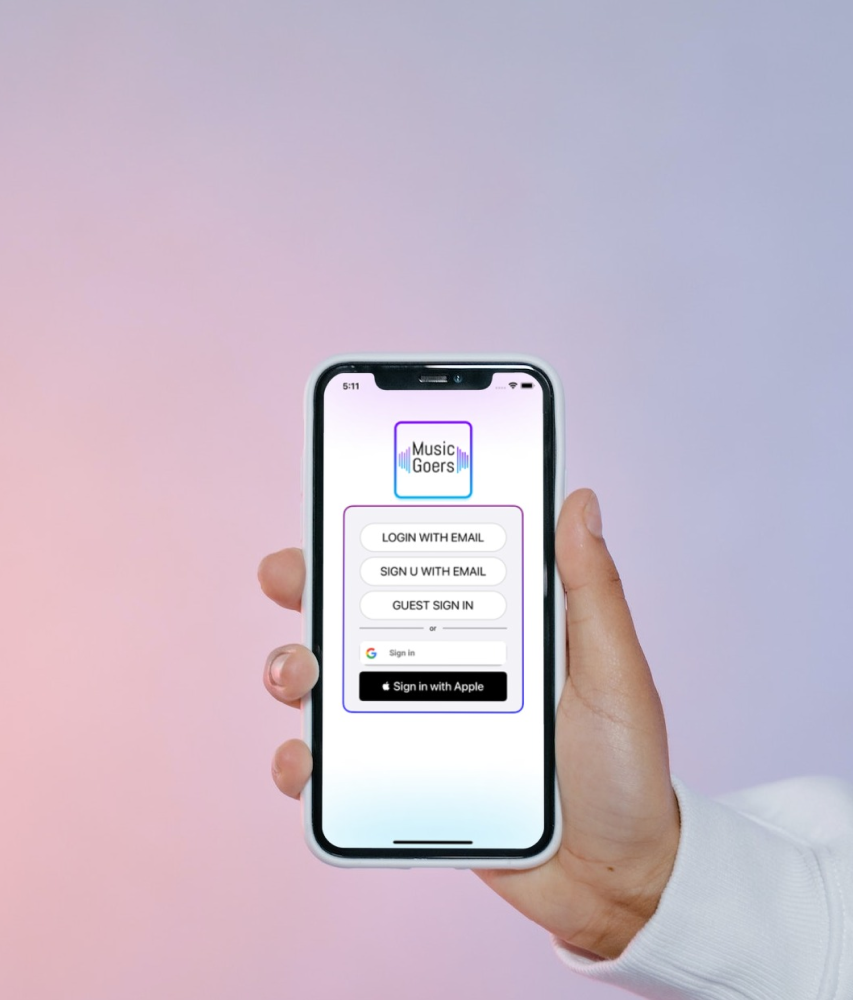 5:11
Music
Goers
LOGIN WITH EMAIL
SIGN U WITH EMAIL
GUEST SIGN IN
or
Sign in
Sign in with Apple